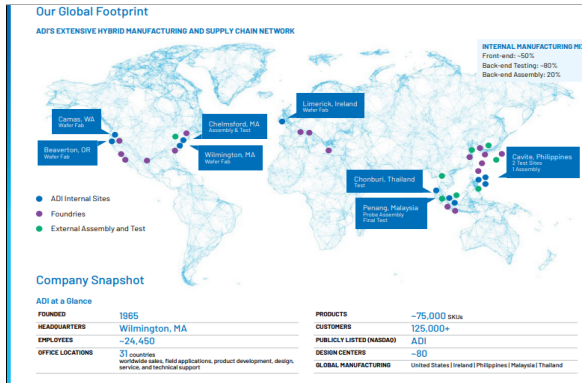 Our Global Footprint
ADI'S EXTENSIVE HYBRID MANUFACTURING AND SUPPLY CHAIN NETWORK
INTERNAL MANUFACTURING
Front-end: ~50%
Back-end Testing: ~80%
Back-end Assembly: 20%
Camas, WA
Wafer Fab
Beaverton, OR
Wafer Fab
Chelmsford, MA
Assembly & Test
Wilmington, MA
Wafer Fab
Limerick, Ireland
Wafer Fab
Cavite, Philippines
2 Test Sites
1 Assembly
Chonburi, Thailand
Test
Penang, Malaysia
Probe Assembly
Final Test
ADI Internal Sites
Foundries
External Assembly and Test
Company Snapshot
ADI at a Glance
FOUNDED 1965
HEADQUARTERS Wilmington, MA
EMPLOYEES ~24,450
OFFICE LOCATIONS 31 countries
worldwide sales, field applications, product development, design,
service, and technical support
PRODUCTS ~75,000 SKUs
CUSTOMERS 125,000+
PUBLICLY LISTED (NASDAQ) ADI
DESIGN CENTERS ~80
GLOBAL MANUFACTURING United States | Ireland | Philippines | Malaysia | Thailand